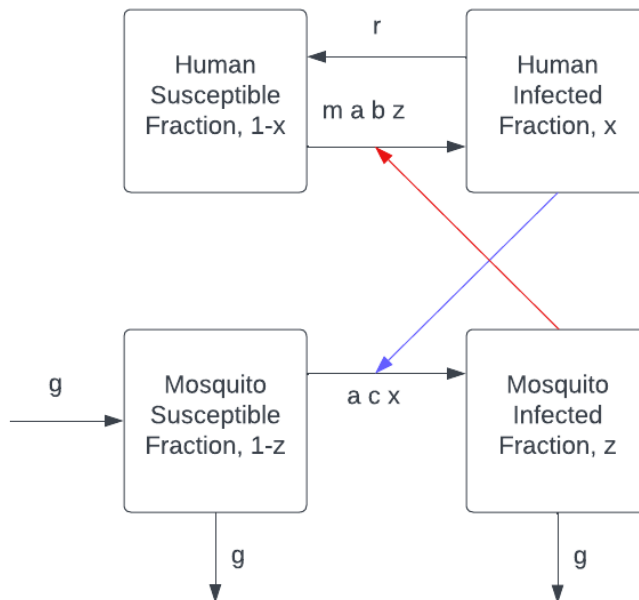 r
Human
Susceptible
Fraction, 1-x
m a b z
Human
Infected
Fraction, x
g
Mosquito
Susceptible
Fraction, 1-z
a c x
Mosquito
Infected
Fraction, z
g
g